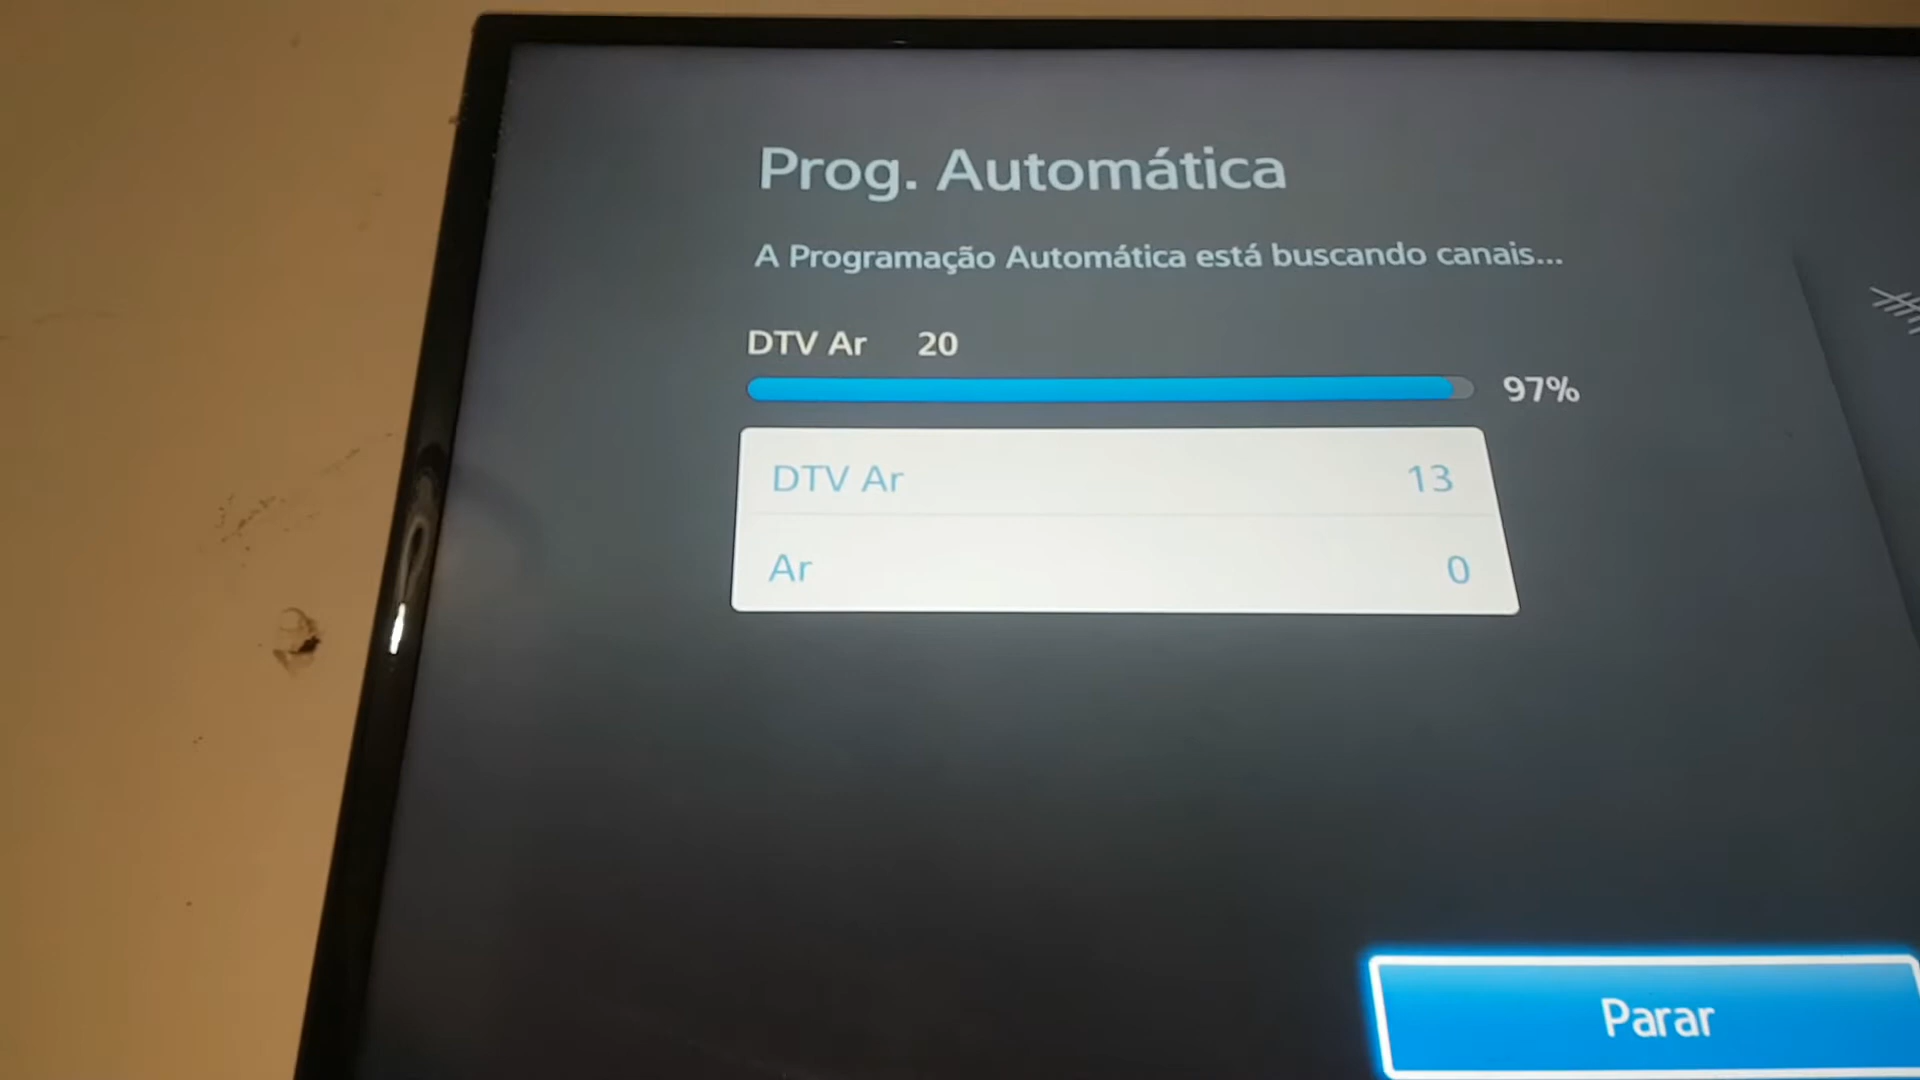 Prog. Automática
A Programação Automática está buscando canais...
DTV Ar 20
97%
DTV Ar 13
Ar 0
Parar